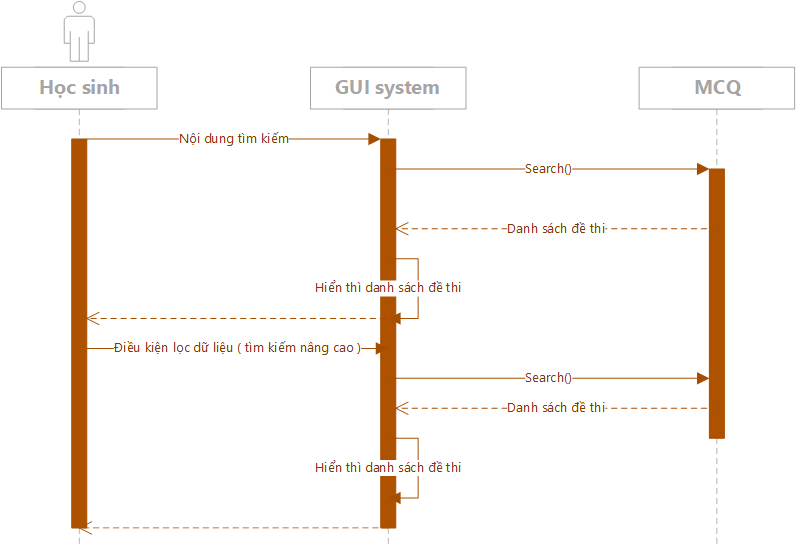 Học sinh
GUI system
MCQ
Nội dung tìm kiếm
Search()
Danh sách đề thi
Hiển thì danh sách đề thi
Điều kiện lọc dữ liệu ( tìm kiếm nâng cao )
Search()
Danh sách đề thi
Hiển thì danh sách đề thi